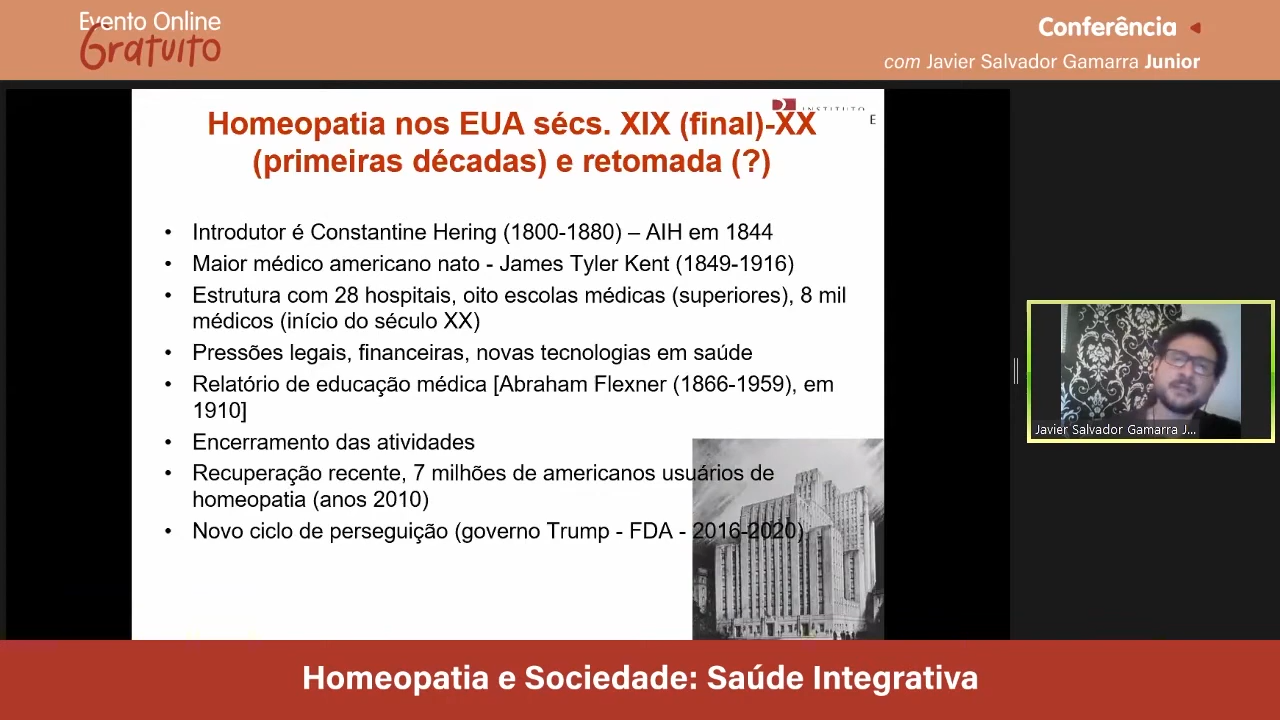 Evento Online
Gratuito
Conferência
com Javier Salvador Gamarra Junior
INSTITUTO
E
Homeopatia nos EUA sécs. XIX (final)-XX
(primeiras décadas) e retomada (?)
• Introdutor é Constantine Hering (1800-1880) – AIH em 1844
• Maior médico americano nato - James Tyler Kent (1849-1916)
• Estrutura com 28 hospitais, oito escolas médicas (superiores), 8 mil
médicos (início do século XX)
• Pressões legais, financeiras, novas tecnologias em saúde
• Relatório de educação médica [Abraham Flexner (1866-1959), em
1910]
• Encerramento das atividades
• Recuperação recente, 7 milhões de americanos usuários de
homeopatia (anos 2010)
• Novo ciclo de perseguição (governo Trump - FDA - 2016-2020)
Javier Salvador Gamarra J...
Homeopatia e Sociedade: Saúde Integrativa